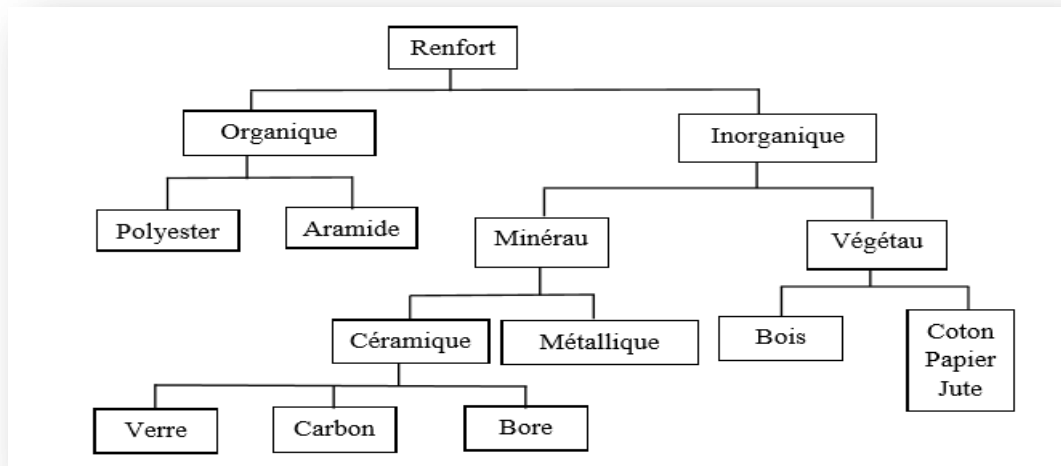 Renfort
Organique
Inorganique
Polyester
Aramide
Minérau
Végétau
Céramique
Métallique
Bois
Coton
Papier
Jute
Verre
Carbon
Bore